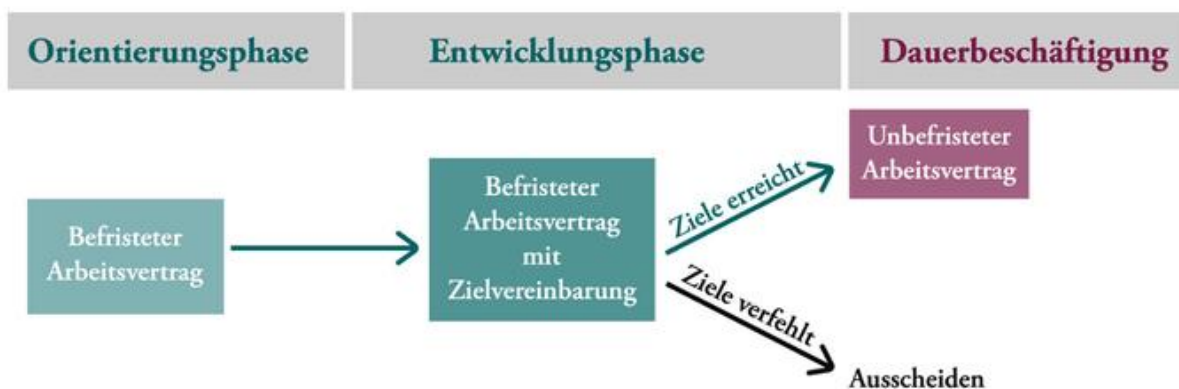 Orientierungsphase
Entwicklungsphase
Dauerbeschäftigung
Befristeter
Arbeitsvertrag
Befristeter
Arbeitsvertrag
mit
Zielvereinbarung
Ziele erreicht
Ziele verfehlt
Unbefristeter
Arbeitsvertrag
Ausscheiden